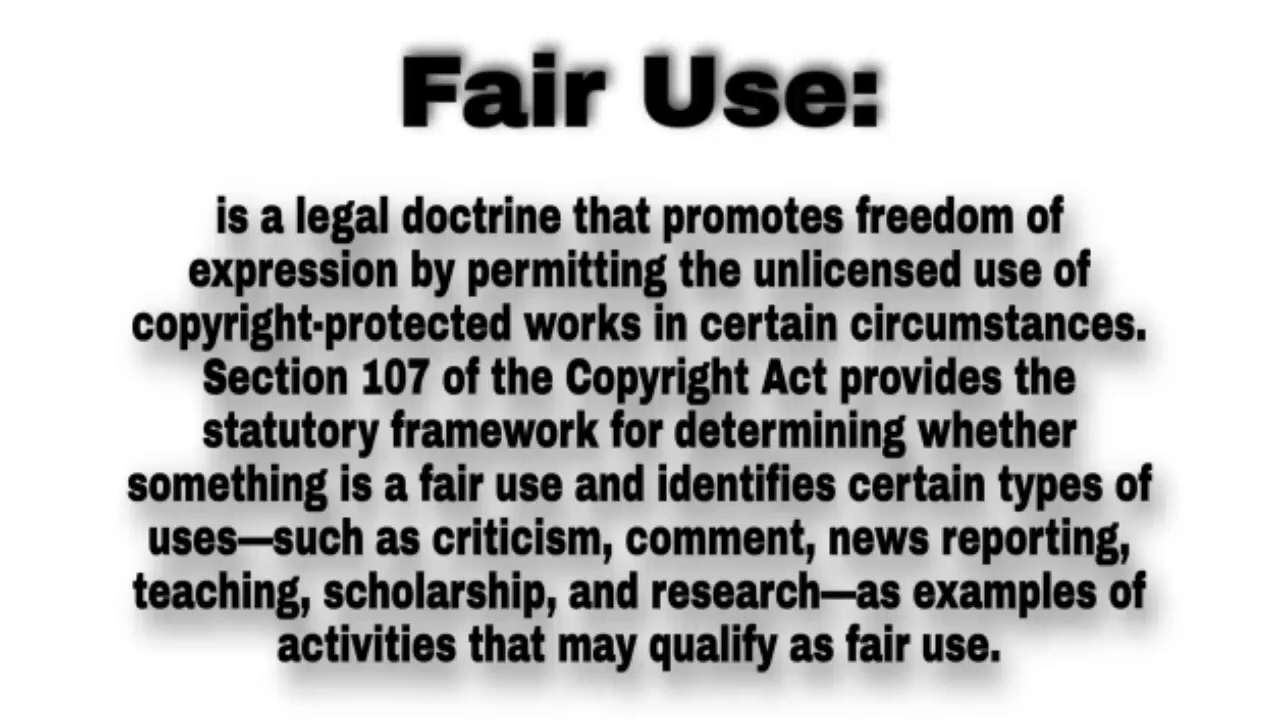 Fair Use:
is a legal doctrine that promotes freedom of
expression by permitting the unlicensed use of
copyright-protected works in certain circumstances.
Section 107 of the Copyright Act provides the
statutory framework for determining whether
something is a fair use and identifies certain types of
uses—such as criticism, comment, news reporting,
teaching, scholarship, and research—as examples of
activities that may qualify as fair use.